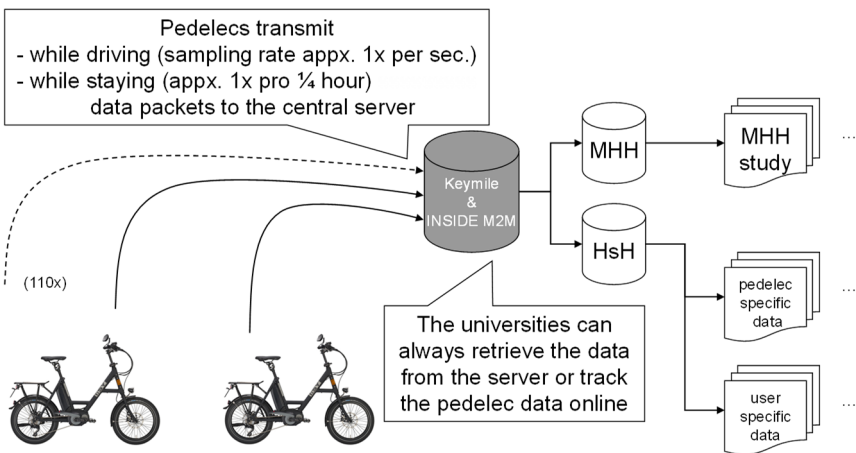 Pedelecs transmit
- while driving (sampling rate appx. 1x per sec.)
- while staying (appx. 1x pro ¼ hour)
data packets to the central server
MHH
MHH
study
...
Keymile
&
INSIDE M2M
HsH
(110x)
pedelec
specific
data
...
The universities can
always retrieve the data
from the server or track
the pedelec data online
user
specific
data
...